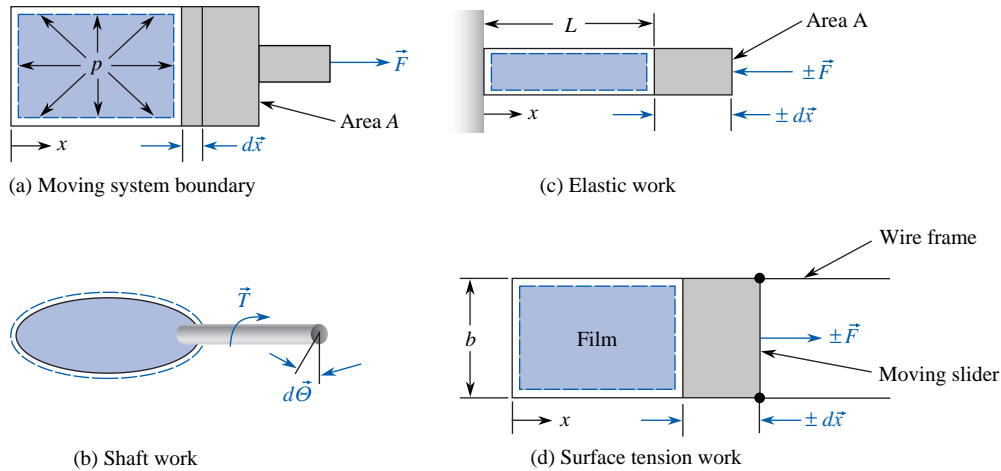 p
F⃗
Area A
x
dx⃗
(a) Moving system boundary
L
Area A
± F⃗
x
± dx⃗
(c) Elastic work
T⃗
dΘ⃗
(b) Shaft work
Wire frame
b
Film
± F⃗
Moving slider
x
± dx⃗
(d) Surface tension work